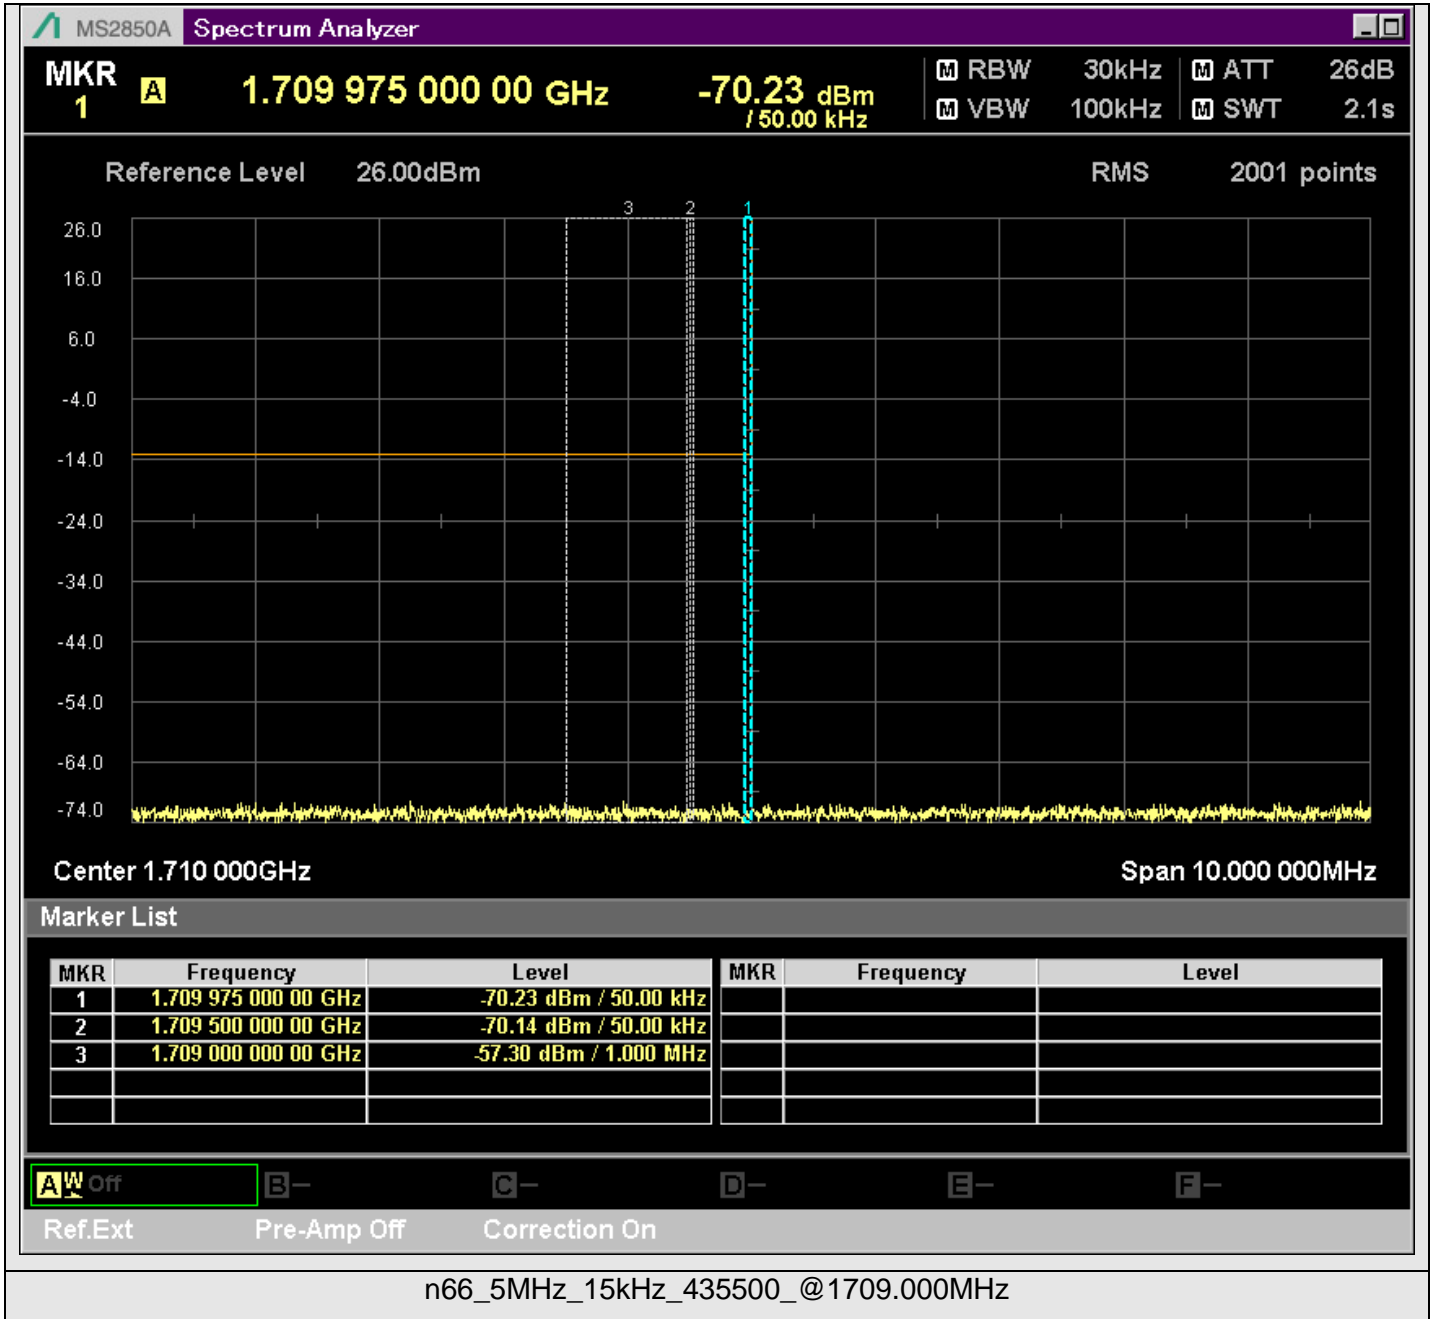 MS2850A Spectrum Analyzer
MKR 1 A 1.709 975 000 00 GHz -70.23 dBm / 50.00 kHz
M RBW 30kHz M ATT 26dB
M VBW 100kHz M SWT 2.1s
Reference Level 26.00dBm RMS 2001 points
3 2 1
26.0
16.0
6.0
-4.0
-14.0
-24.0
-34.0
-44.0
-54.0
-64.0
-74.0
Center 1.710 000GHz Span 10.000 000MHz
Marker List
MKR Frequency Level MKR Frequency Level
1 1.709 975 000 00 GHz -70.23 dBm / 50.00 kHz
2 1.709 500 000 00 GHz -70.14 dBm / 50.00 kHz
3 1.709 000 000 00 GHz -57.30 dBm / 1.000 MHz
A W Off B- C- D- E- F-
Ref.Ext Pre-Amp Off Correction On
n66_5MHz_15kHz_435500_@1709.000MHz